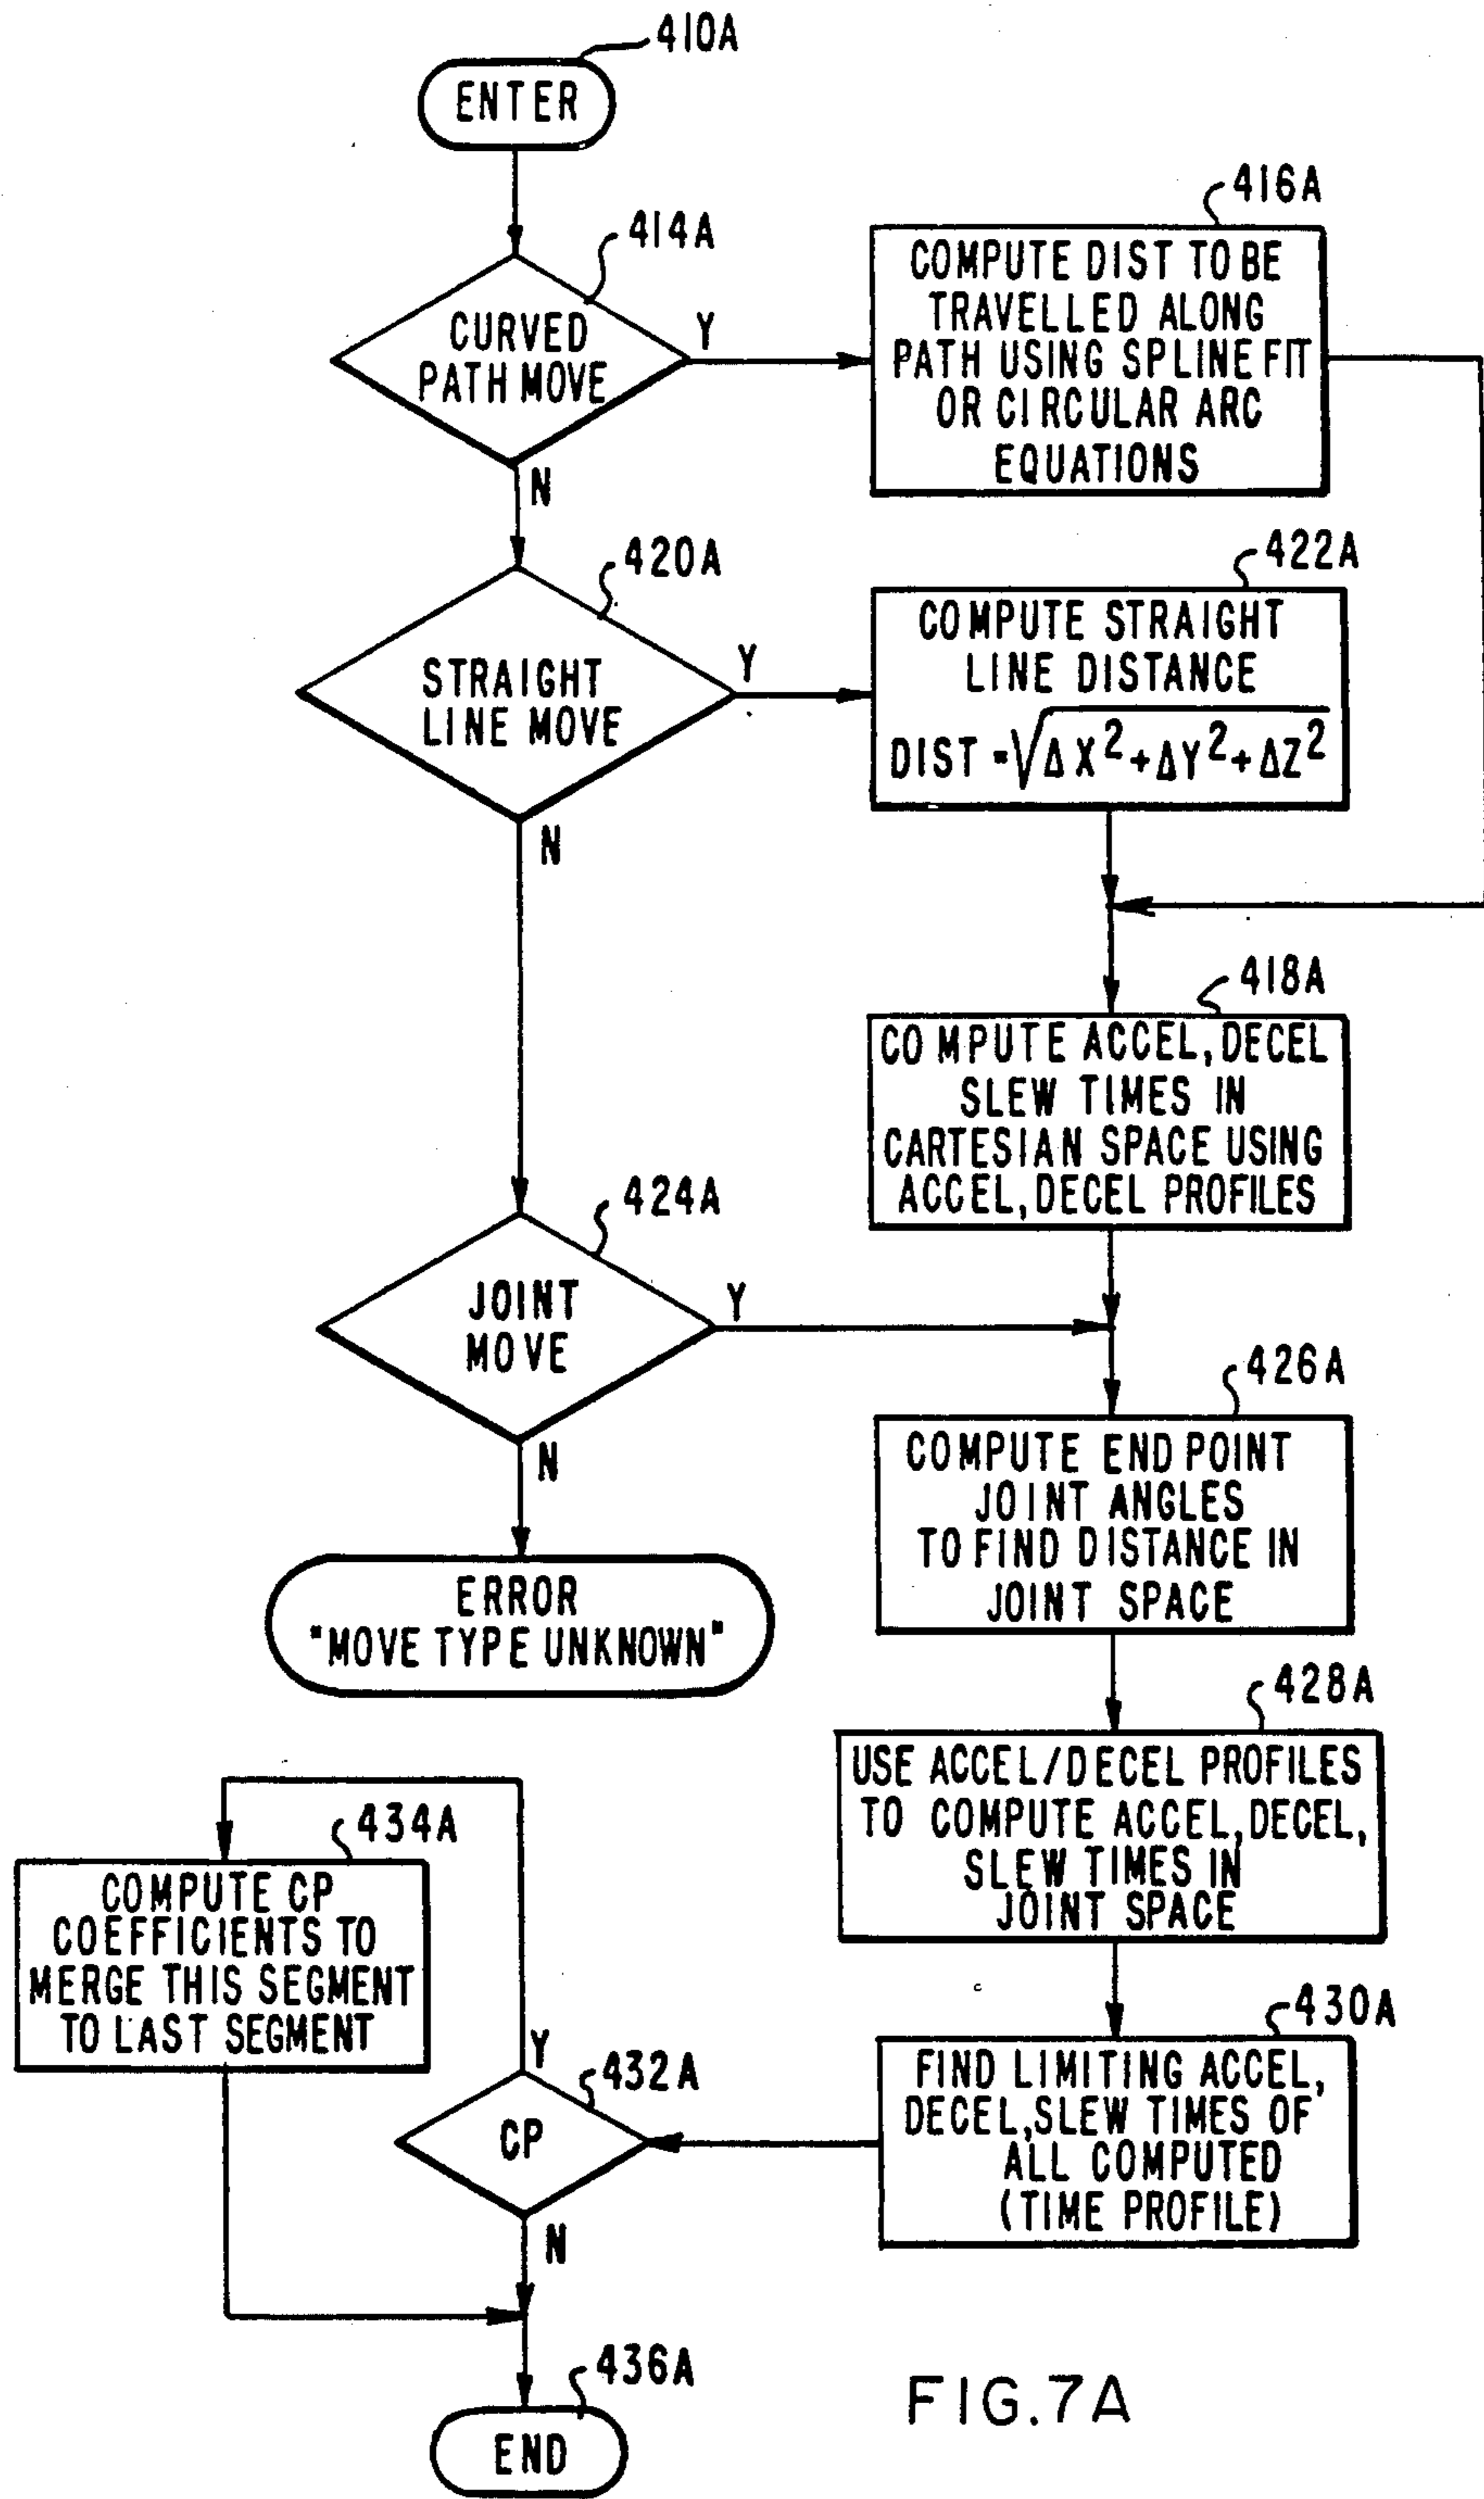 410A
ENTER
414A
CURVED
PATH MOVE
Y
N
416A
COMPUTE DIST TO BE
TRAVELLED ALONG
PATH USING SPLINE FIT
OR CIRCULAR ARC
EQUATIONS
420A
STRAIGHT
LINE MOVE
Y
N
422A
COMPUTE STRAIGHT
LINE DISTANCE
DIST = √ΔX² + ΔY² + ΔZ²
418A
COMPUTE ACCEL, DECEL
SLEW TIMES IN
CARTESIAN SPACE USING
ACCEL, DECEL PROFILES
424A
JOINT
MOVE
Y
N
ERROR
"MOVE TYPE UNKNOWN"
426A
COMPUTE END POINT
JOINT ANGLES
TO FIND DISTANCE IN
JOINT SPACE
428A
USE ACCEL/DECEL PROFILES
TO COMPUTE ACCEL, DECEL,
SLEW TIMES IN
JOINT SPACE
430A
FIND LIMITING ACCEL,
DECEL, SLEW TIMES OF
ALL COMPUTED
(TIME PROFILE)
432A
CP
Y
N
434A
COMPUTE CP
COEFFICIENTS TO
MERGE THIS SEGMENT
TO LAST SEGMENT
436A
END
FIG.7A